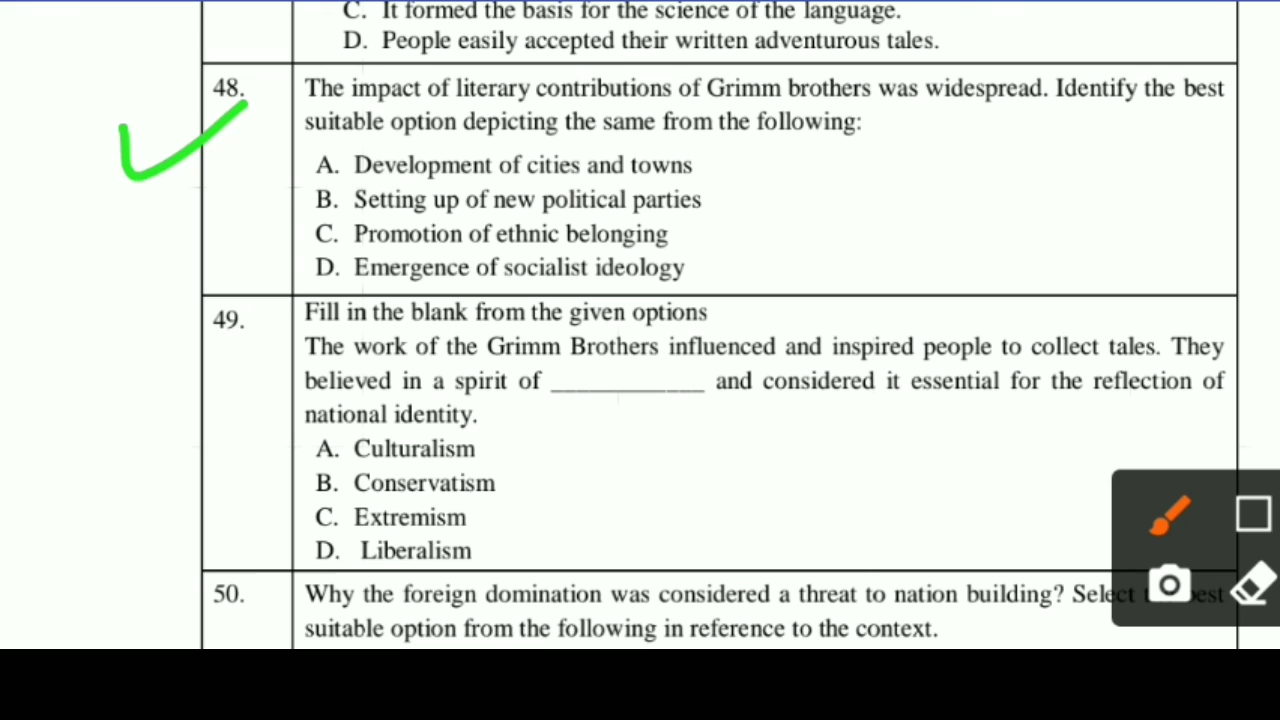 C. It formed the basis for the science of the language.
D. People easily accepted their written adventurous tales.
48.
The impact of literary contributions of Grimm brothers was widespread. Identify the best
suitable option depicting the same from the following:
A. Development of cities and towns
B. Setting up of new political parties
C. Promotion of ethnic belonging
D. Emergence of socialist ideology
49.
Fill in the blank from the given options
The work of the Grimm Brothers influenced and inspired people to collect tales. They
believed in a spirit of ____________ and considered it essential for the reflection of
national identity.
A. Culturalism
B. Conservatism
C. Extremism
D. Liberalism
50.
Why the foreign domination was considered a threat to nation building? Select
suitable option from the following in reference to the context.